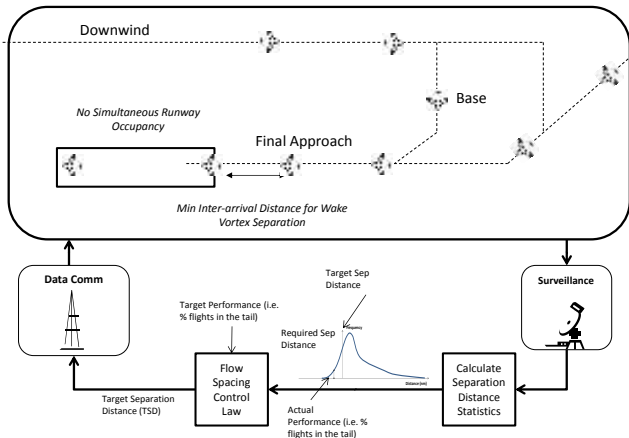 Downwind
Base
No Simultaneous Runway
Occupancy
Final Approach
Min Inter-arrival Distance for Wake
Vortex Separation
Data Comm
Surveillance
Target Sep
Distance
Target Performance (i.e.
% flights in the tail)
Required Sep
Distance
Frequency
Distance (nm)
Flow
Spacing
Control
Law
Calculate
Separation
Distance
Statistics
Target Separation
Distance (TSD)
Actual
Performance (i.e. %
flights in the tail)